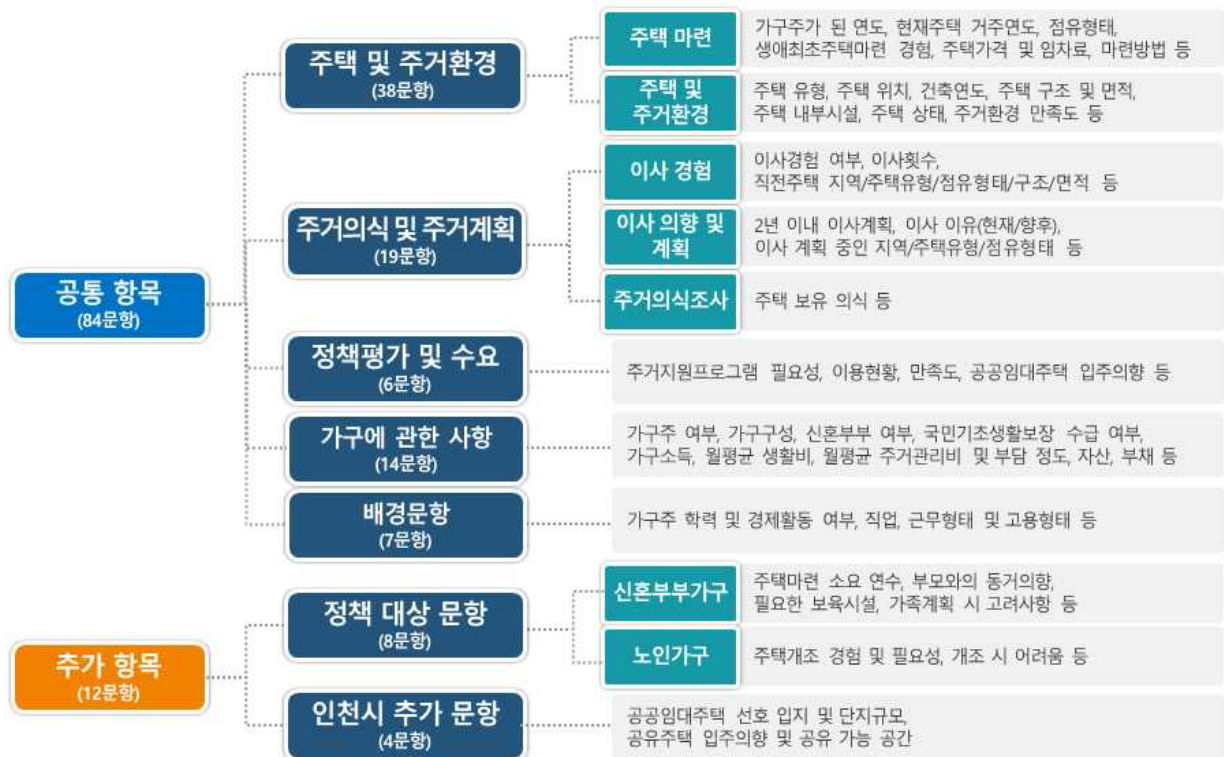 공통 항목
(84문항)
주택 및 주거환경
(38문항)
주택 마련
가구주가 된 연도, 현재주택 거주연도, 점유형태,
생애최초주택마련 경험, 주택가격 및 임차료, 마련방법 등
주택 및
주거환경
주택 유형, 주택 위치, 건축연도, 주택 구조 및 면적,
주택 내부시설, 주택 상태, 주거환경 만족도 등
주거의식 및 주거계획
(19문항)
이사 경험
이사경험 여부, 이사횟수,
직전주택 지역/주택유형/점유형태/구조/면적 등
이사 의향 및
계획
2년 이내 이사계획, 이사 이유(현재/향후),
이사 계획 중인 지역/주택유형/점유형태 등
주거의식조사
주택 보유 의식 등
정책평가 및 수요
(6문항)
주거지원프로그램 필요성, 이용현황, 만족도, 공공임대주택 입주의향 등
가구에 관한 사항
(14문항)
가구주 여부, 가구구성, 신혼부부 여부, 국민기초생활보장 수급 여부,
가구소득, 월평균 생활비, 월평균 주거관리비 및 부담 정도, 자산, 부채 등
배경문항
(7문항)
가구주 학력 및 경제활동 여부, 직업, 근무형태 및 고용형태 등
추가 항목
(12문항)
정책 대상 문항
(8문항)
신혼부부가구
주택마련 소요 연수, 부모와의 동거의향,
필요한 보육시설, 가족계획 시 고려사항 등
노인가구
주택개조 경험 및 필요성 개조 시 어려움 등
인천시 추가 문항
(4문항)
공공임대주택 선호 입지 및 단지규모,
공유주택 입주의향 및 공유 가능 공간